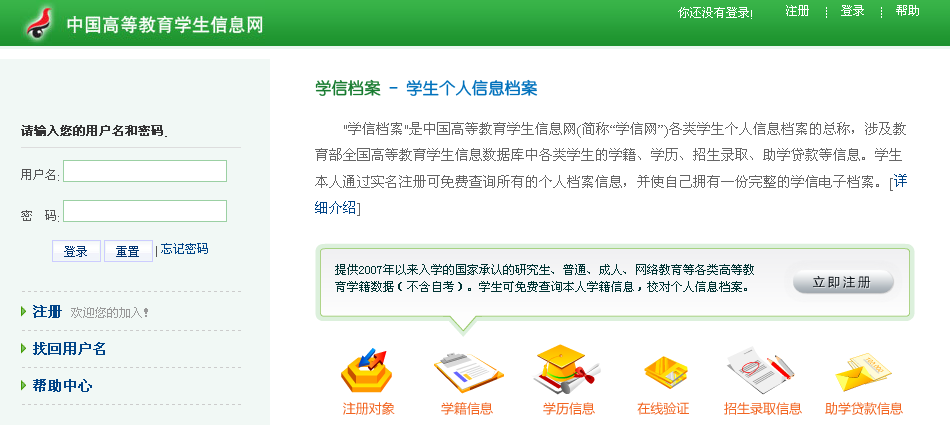 中国高等教育学生信息网
你还没有登录! 注册 登录 帮助
请输入您的用户名和密码.
用户名:
密 码:
登录 重置 | 忘记密码
注册 欢迎您的加入!
找回用户名
帮助中心
学信档案 - 学生个人信息档案
"学信档案"是中国高等教育学生信息网(简称“学信网”)各类学生个人信息档案的总称，涉及教
育部全国高等教育学生信息数据库中各类学生的学籍、学历、招生录取、助学贷款等信息。学生
本人通过实名注册可免费查询所有的个人档案信息，并使自己拥有一份完整的学信电子档案。[详
细介绍]
提供2007年以来入学的国家承认的研究生、普通、成人、网络教育等各类高等教
育学籍数据（不含自考）。学生可免费查询本人学籍信息，校对个人信息档案。
立即注册
注册对象 学籍信息 学历信息 在线验证 招生录取信息 助学贷款信息